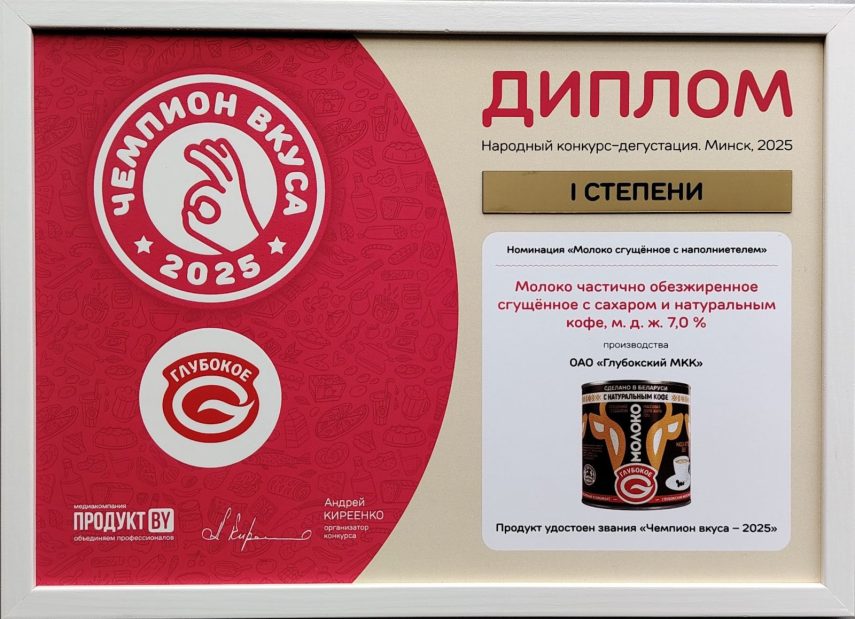 ЧЕМПИОН ВКУСА
2025
ГЛУБОКОЕ
медиакомпания
ПРОДУКТ BY
объединяем профессионалов
Андрей
КИРЕЕНКО
организатор
конкурса
ДИПЛОМ
Народный конкурс-дегустация. Минск, 2025
I СТЕПЕНИ
Номинация «Молоко сгущённое с наполниетелем»
Молоко частично обезжиренное
сгущённое с сахаром и натуральным
кофе, м. д. ж. 7,0 %
производства
ОАО «Глубокский МКК»
СДЕЛАНО В БЕЛАРУСИ
С НАТУРАЛЬНЫМ КОФЕ
МОЛОКО
ГЛУБОКОЕ
Продукт удостоен звания «Чемпион вкуса – 2025»